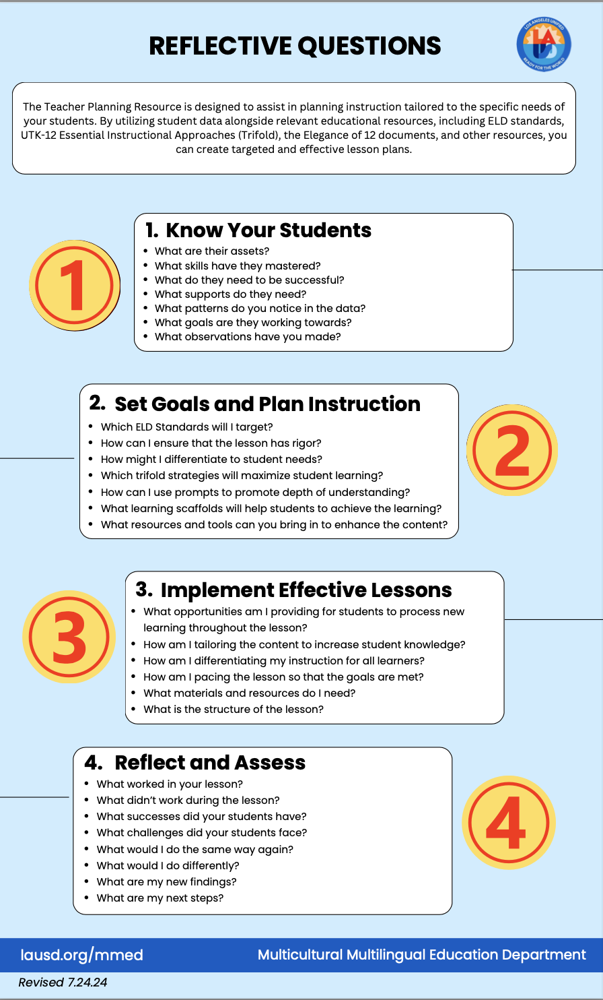 REFLECTIVE QUESTIONS
LOS ANGELES UNIFIED
LAUSD
READY FOR THE WORLD
The Teacher Planning Resource is designed to assist in planning instruction tailored to the specific needs of
your students. By utilizing student data alongside relevant educational resources, including ELD standards,
UTK-12 Essential Instructional Approaches (Trifold), the Elegance of 12 documents, and other resources, you
can create targeted and effective lesson plans.
1
1. Know Your Students
• What are their assets?
• What skills have they mastered?
• What do they need to be successful?
• What supports do they need?
• What patterns do you notice in the data?
• What goals are they working towards?
• What observations have you made?
2. Set Goals and Plan Instruction
• Which ELD Standards will I target?
• How can I ensure that the lesson has rigor?
• How might I differentiate to student needs?
• Which trifold strategies will maximize student learning?
• How can I use prompts to promote depth of understanding?
• What learning scaffolds will help students to achieve the learning?
• What resources and tools can you bring in to enhance the content?
2
3
3. Implement Effective Lessons
• What opportunities am I providing for students to process new
learning throughout the lesson?
• How am I tailoring the content to increase student knowledge?
• How am I differentiating my instruction for all learners?
• How am I pacing the lesson so that the goals are met?
• What materials and resources do I need?
• What is the structure of the lesson?
4. Reflect and Assess
• What worked in your lesson?
• What didn't work during the lesson?
• What successes did your students have?
• What challenges did your students face?
• What would I do the same way again?
• What would I do differently?
• What are my new findings?
• What are my next steps?
4
lausd.org/mmed
Multicultural Multilingual Education Department
Revised 7.24.24